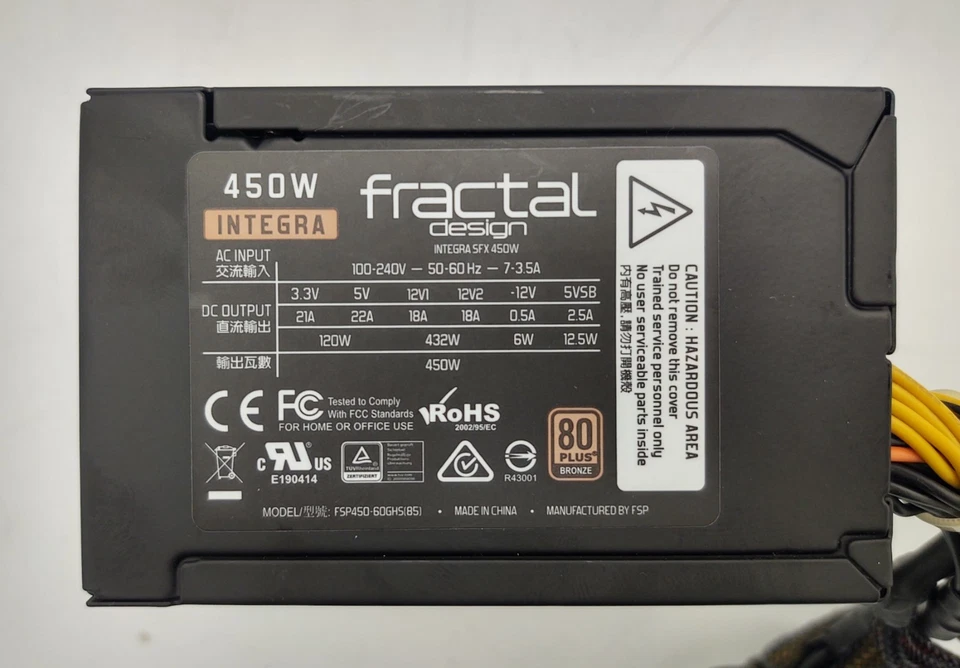 450W
INTEGRA
fractal
design
INTEGRA SFX 450W
AC INPUT
交流輸入
100-240V — 50-60Hz — 7-3.5A
3.3V 5V 12V1 12V2 -12V 5VSB
DC OUTPUT
直流輸出
21A 22A 18A 18A 0.5A 2.5A
120W 432W 6W 12.5W
輸出瓦數
450W
CE
FC
Tested to Comply
With FCC Standards
FOR HOME OR OFFICE USE
RoHS
2002/95/EC
c RU US
E190414
TÜVRheinland
CERTIFIZIERT
R43001
80
PLUS
BRONZE
MODEL/型號: FSP450-60GHS(85) • MADE IN CHINA • MANUFACTURED BY FSP
CAUTION : HAZARDOUS AREA
Do not remove this cover
Trained service personnel only
No user serviceable parts inside
內有高壓,請勿打開機殼